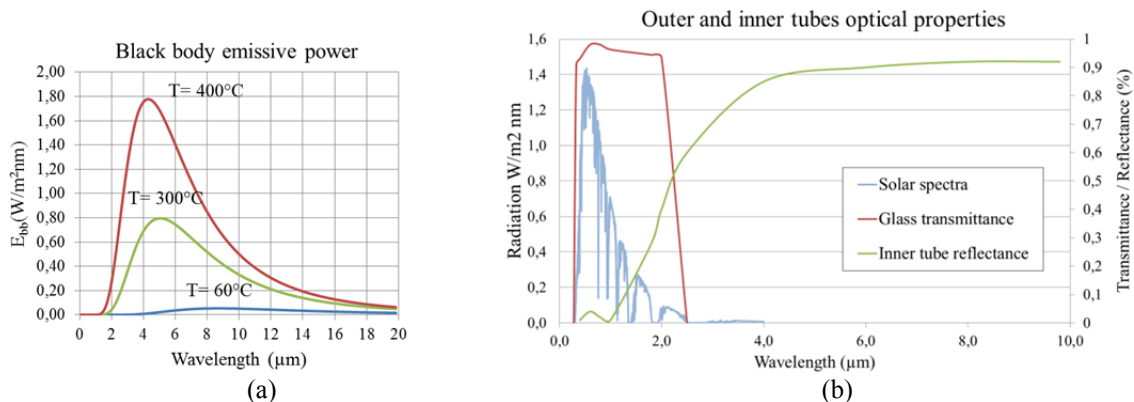 Black body emissive power
2,00
1,80
1,60
1,40
1,20
1,00
0,80
0,60
0,40
0,20
0,00
E_bb(W/m²nm)
T= 400°C
T= 300°C
T= 60°C
0 2 4 6 8 10 12 14 16 18 20
Wavelength (µm)
(a)
Outer and inner tubes optical properties
1,6
1,4
1,2
1,0
0,8
0,6
0,4
0,2
0,0
Radiation W/m2 nm
Solar spectra
Glass transmittance
Inner tube reflectance
1
0,9
0,8
0,7
0,6
0,5
0,4
0,3
0,2
0,1
0
Transmittance / Reflectance (%)
0,0 2,0 4,0 6,0 8,0 10,0
Wavelength (µm)
(b)